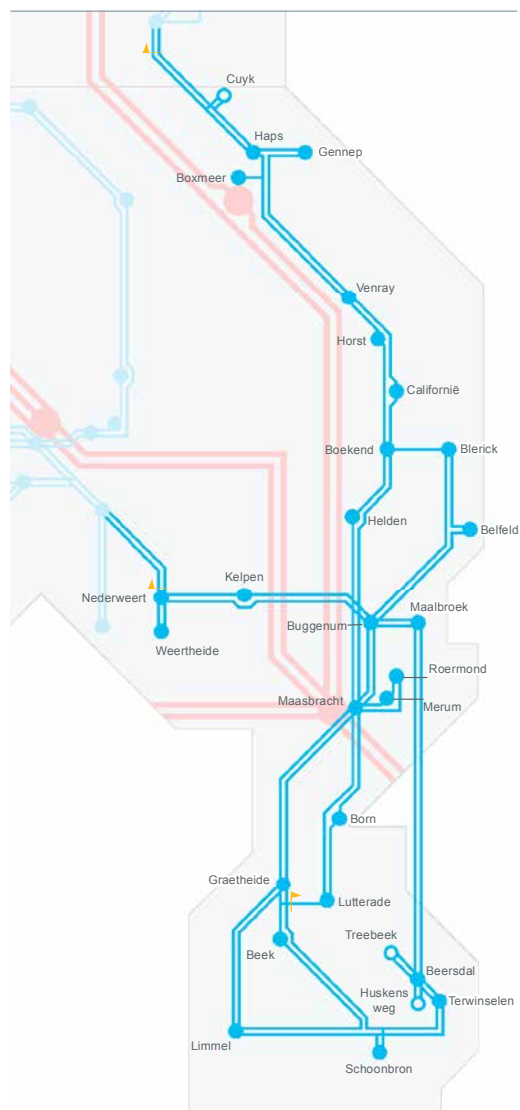 Cuyk
Haps
Gennep
Boxmeer
Venray
Horst
Californië
Boekend
Blerick
Helden
Belfeld
Kelpen
Nederweert
Maalbroek
Buggenum
Weertheide
Roermond
Maasbracht
Merum
Born
Graetheide
Lutterade
Treebeek
Beek
Beersdal
Huskens
weg
Terwinselen
Limmel
Schoonbron